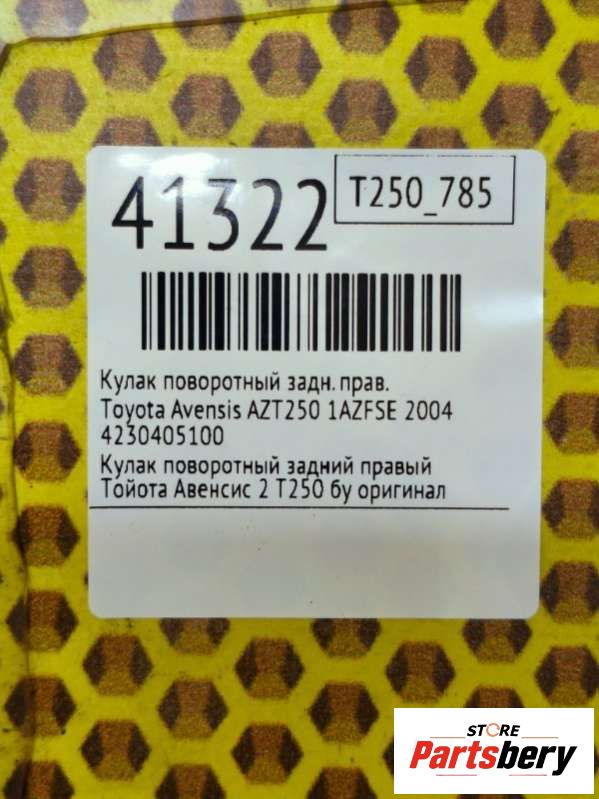 41322
T250_785
Кулак поворотный задн. прав.
Toyota Avensis AZT250 1AZFSE 2004
4230405100
Кулак поворотный задний правый
Тойота Авенсис 2 Т250 бу оригинал
STORE
Partsbery